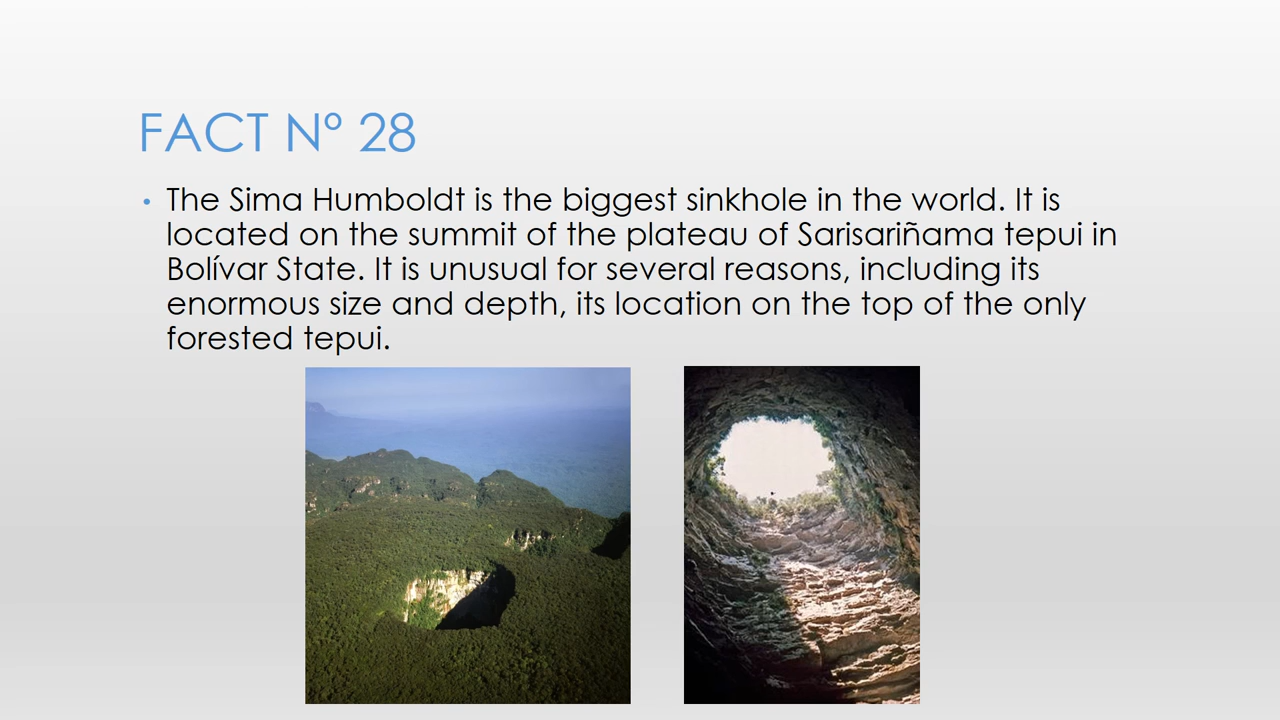 FACT Nº 28
• The Sima Humboldt is the biggest sinkhole in the world. It is
located on the summit of the plateau of Sarisariñama tepui in
Bolívar State. It is unusual for several reasons, including its
enormous size and depth, its location on the top of the only
forested tepui.